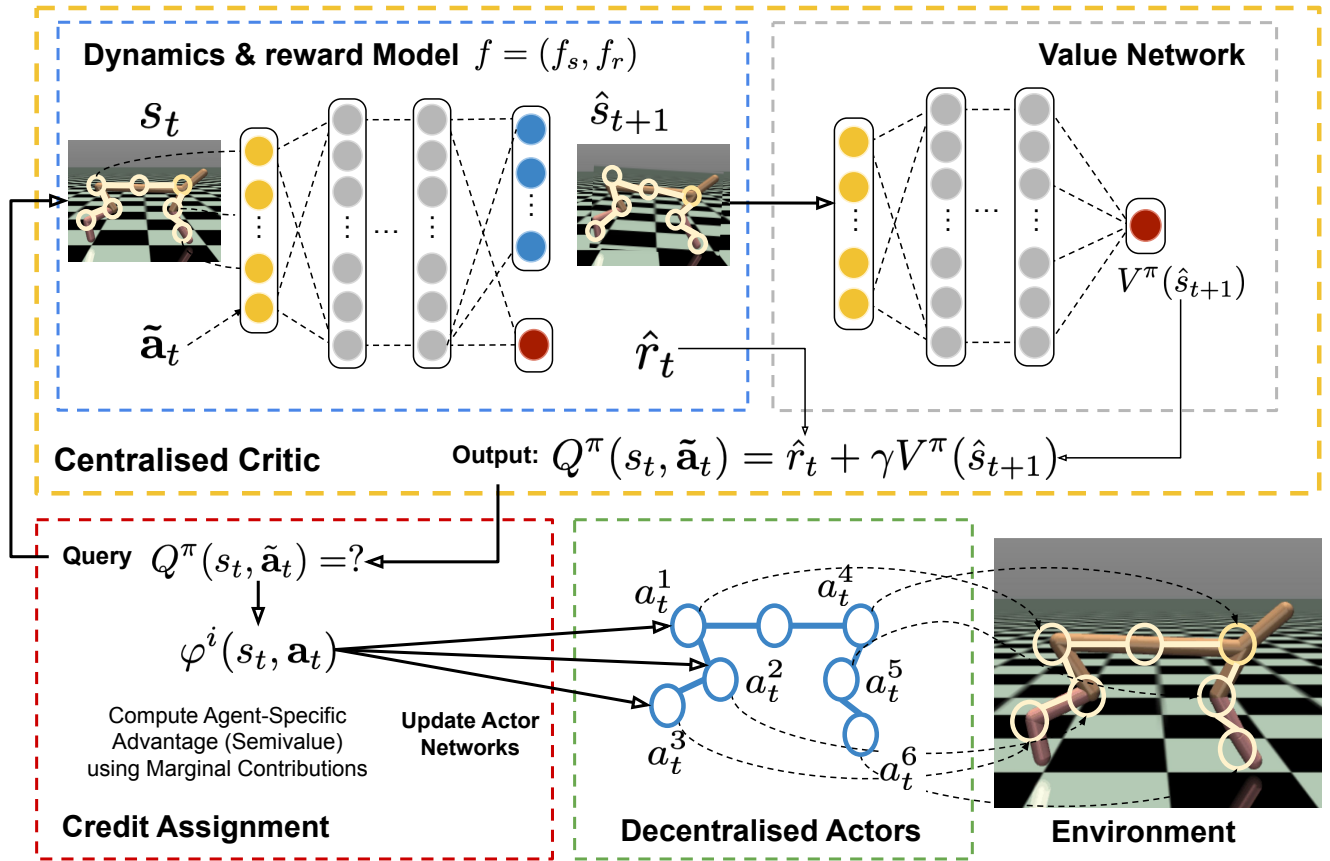 Dynamics & reward Model f = (f_s, f_r)
Value Network
s_t
ŝ_{t+1}
ã_t
r̂_t
V^π(ŝ_{t+1})
Centralised Critic
Output: Q^π(s_t, ã_t) = r̂_t + γV^π(ŝ_{t+1})
Query Q^π(s_t, ã_t) =?
φ^i(s_t, a_t)
Compute Agent-Specific
Advantage (Semivalue)
using Marginal Contributions
Update Actor
Networks
Credit Assignment
a_t^1
a_t^4
a_t^2
a_t^5
a_t^3
a_t^6
Decentralised Actors
Environment